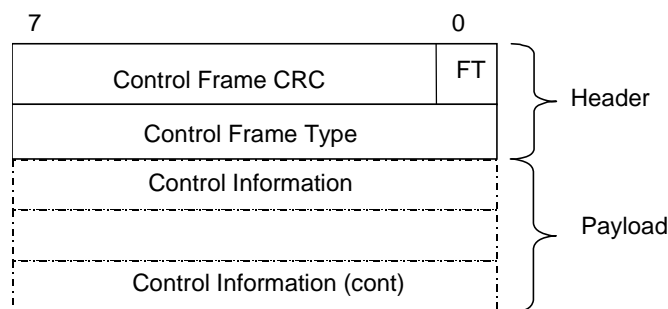 7 0
Control Frame CRC FT
Header
Control Frame Type
Control Information
Payload
Control Information (cont)